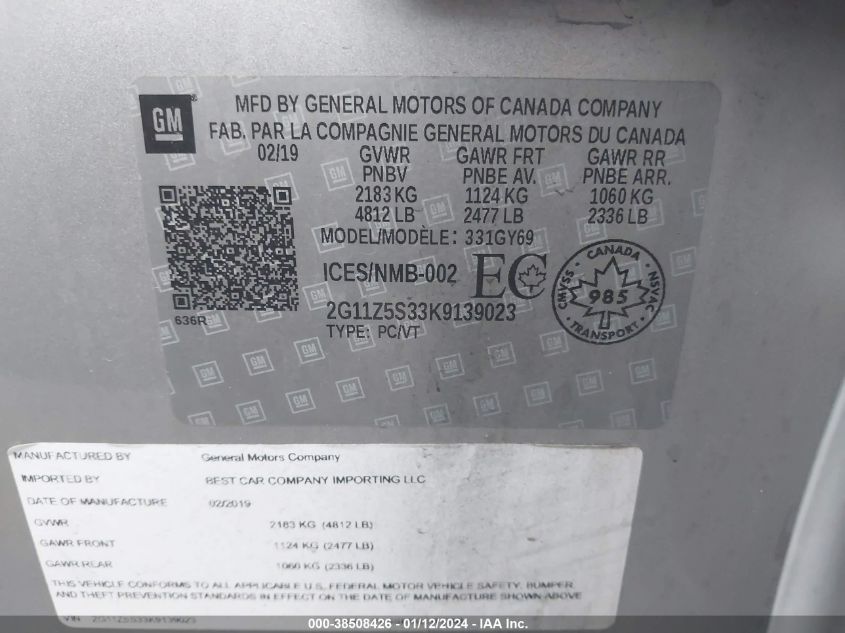 GM
MFD BY GENERAL MOTORS OF CANADA COMPANY
FAB. PAR LA COMPAGNIE GENERAL MOTORS DU CANADA
02/19 GVWR GAWR FRT GAWR RR
PNBV PNBE AV. PNBE ARR.
2183 KG 1124 KG 1060 KG
4812 LB 2477 LB 2336 LB
MODEL/MODÈLE: 331GY69
ICES/NMB-002 EC
CANADA
CMVSS 985 NSVAC
TRANSPORT
2G11Z5S33K9139023
636R TYPE: PC/VT
MANUFACTURED BY General Motors Company
IMPORTED BY BEST CAR COMPANY IMPORTING LLC
DATE OF MANUFACTURE 02/2019
GVWR 2183 KG (4812 LB)
GAWR FRONT 1124 KG (2477 LB)
GAWR REAR 1060 KG (2336 LB)
THIS VEHICLE CONFORMS TO ALL APPLICABLE U.S. FEDERAL MOTOR VEHICLE SAFETY, BUMPER
AND THEFT PREVENTION STANDARDS IN EFFECT ON THE DATE OF MANUFACTURE SHOWN ABOVE
VIN 2G11Z5S33K9139023
000-38508426 - 01/12/2024 - IAA Inc.